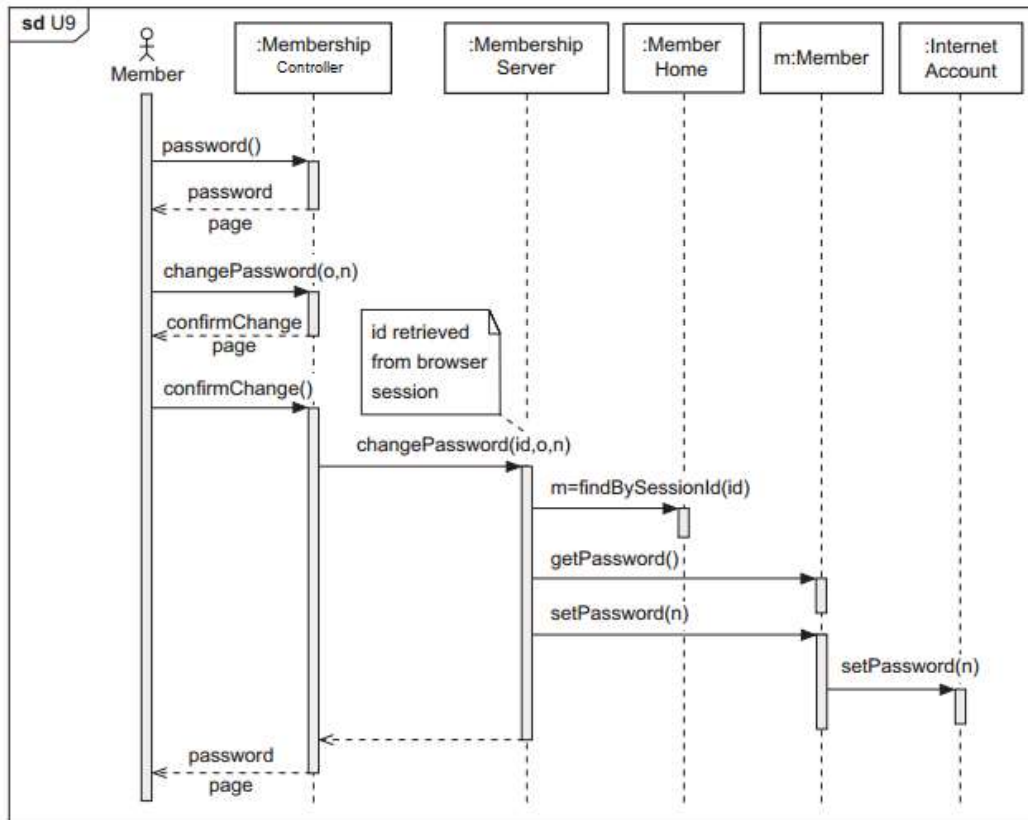 sd U9
Member
:Membership
Controller
:Membership
Server
:Member
Home
m:Member
:Internet
Account
password()
password
page
changePassword(o,n)
confirmChange
page
id retrieved
from browser
session
confirmChange()
changePassword(id,o,n)
m=findBySessionId(id)
getPassword()
setPassword(n)
setPassword(n)
password
page